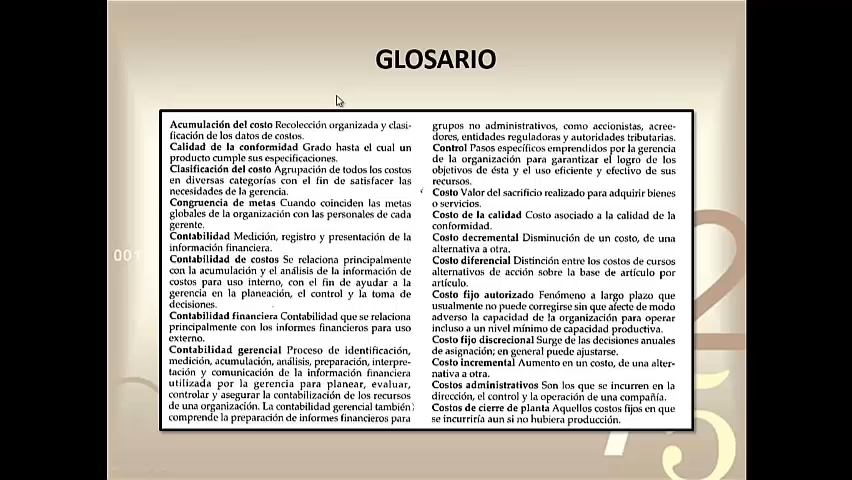 GLOSARIO
Acumulación del costo Recolección organizada y clasi-
ficación de los datos de costos.
Calidad de la conformidad Grado hasta el cual un
producto cumple sus especificaciones.
Clasificación del costo Agrupación de todos los costos
en diversas categorías con el fin de satisfacer las
necesidades de la gerencia.
Congruencia de metas Cuando coinciden las metas
globales de la organización con las personales de cada
gerente.
Contabilidad Medición, registro y presentación de la
información financiera.
Contabilidad de costos Se relaciona principalmente
con la acumulación y el análisis de la información de
costos para uso interno, con el fin de ayudar a la
gerencia en la planeación, el control y la toma de
decisiones.
Contabilidad financiera Contabilidad que se relaciona
principalmente con los informes financieros para uso
externo.
Contabilidad gerencial Proceso de identificación,
medición, acumulación, análisis, preparación, interpre-
tación y comunicación de la información financiera
utilizada por la gerencia para planear, evaluar,
controlar y asegurar la contabilización de los recursos
de una organización. La contabilidad gerencial también
comprende la preparación de informes financieros para
grupos no administrativos, como accionistas, acree-
dores, entidades reguladoras y autoridades tributarias.
Control Pasos específicos emprendidos por la gerencia
de la organización para garantizar el logro de los
objetivos de ésta y el uso eficiente y efectivo de sus
recursos.
Costo Valor del sacrificio realizado para adquirir bienes
o servicios.
Costo de la calidad Costo asociado a la calidad de la
conformidad.
Costo decremental Disminución de un costo, de una
alternativa a otra.
Costo diferencial Distinción entre los costos de cursos
alternativos de acción sobre la base de artículo por
artículo.
Costo fijo autorizado Fenómeno a largo plazo que
usualmente no puede corregirse sin que afecte de modo
adverso la capacidad de la organización para operar
incluso a un nivel mínimo de capacidad productiva.
Costo fijo discrecional Surge de las decisiones anuales
de asignación; en general puede ajustarse.
Costo incremental Aumento en un costo, de una alter-
nativa a otra.
Costos administrativos Son los que se incurren en la
dirección, el control y la operación de una compañía.
Costos de cierre de planta Aquellos costos fijos en que
se incurriría aun si no hubiera producción.
001
2
5